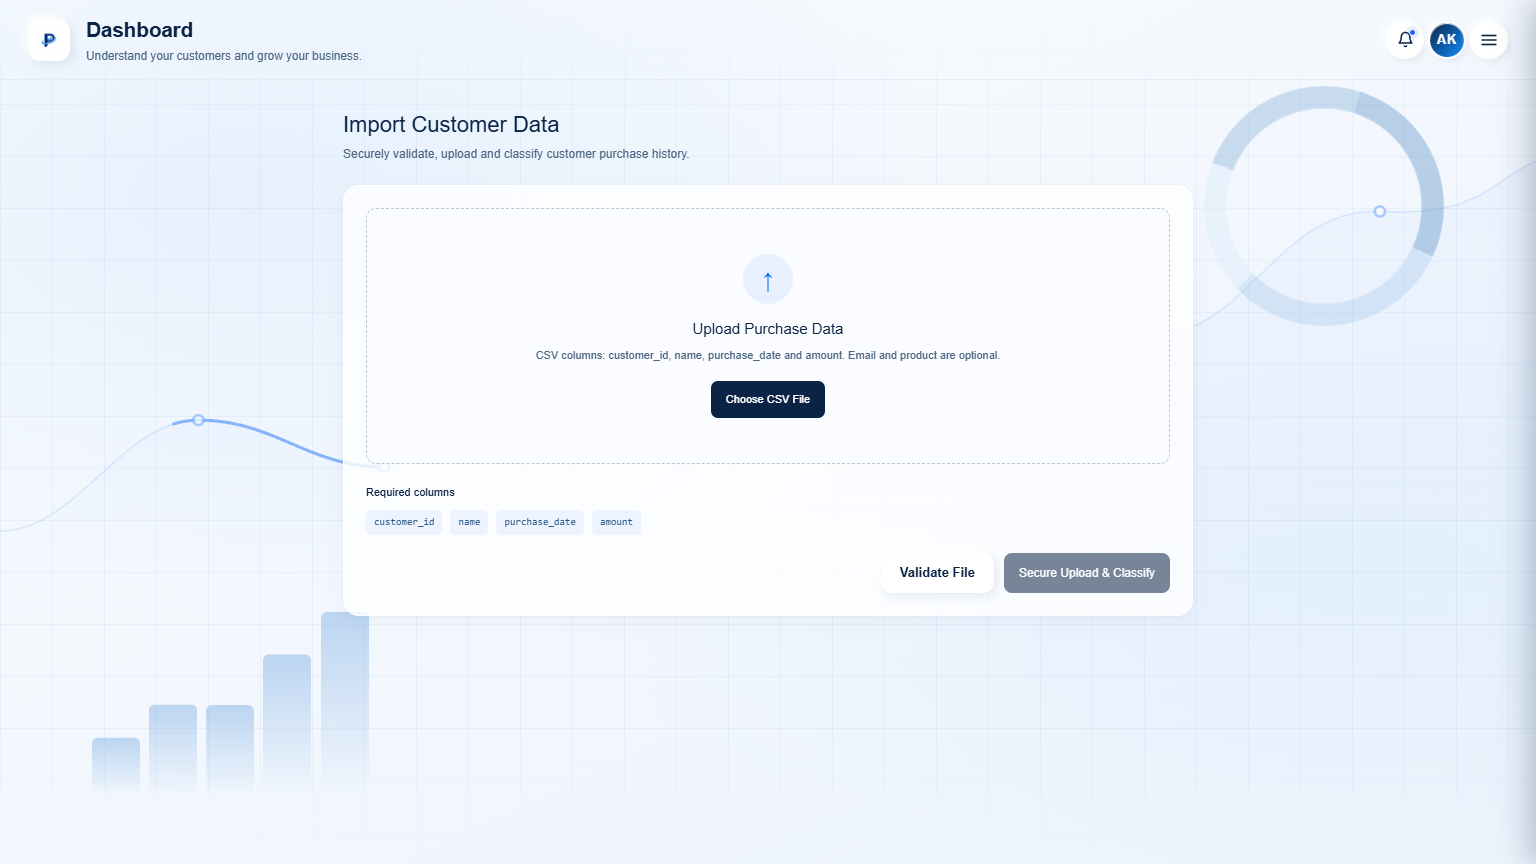 P
Dashboard
Understand your customers and grow your business.
AK
Import Customer Data
Securely validate, upload and classify customer purchase history.
↑
Upload Purchase Data
CSV columns: customer_id, name, purchase_date and amount. Email and product are optional.
Choose CSV File
Required columns
customer_id name purchase_date amount
Validate File Secure Upload & Classify